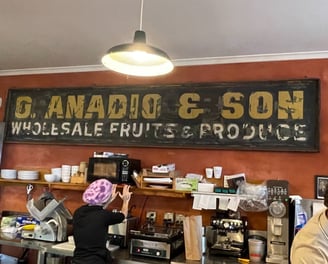 G. ANADIO & SON
WHOLESALE FRUITS & PRODUCE